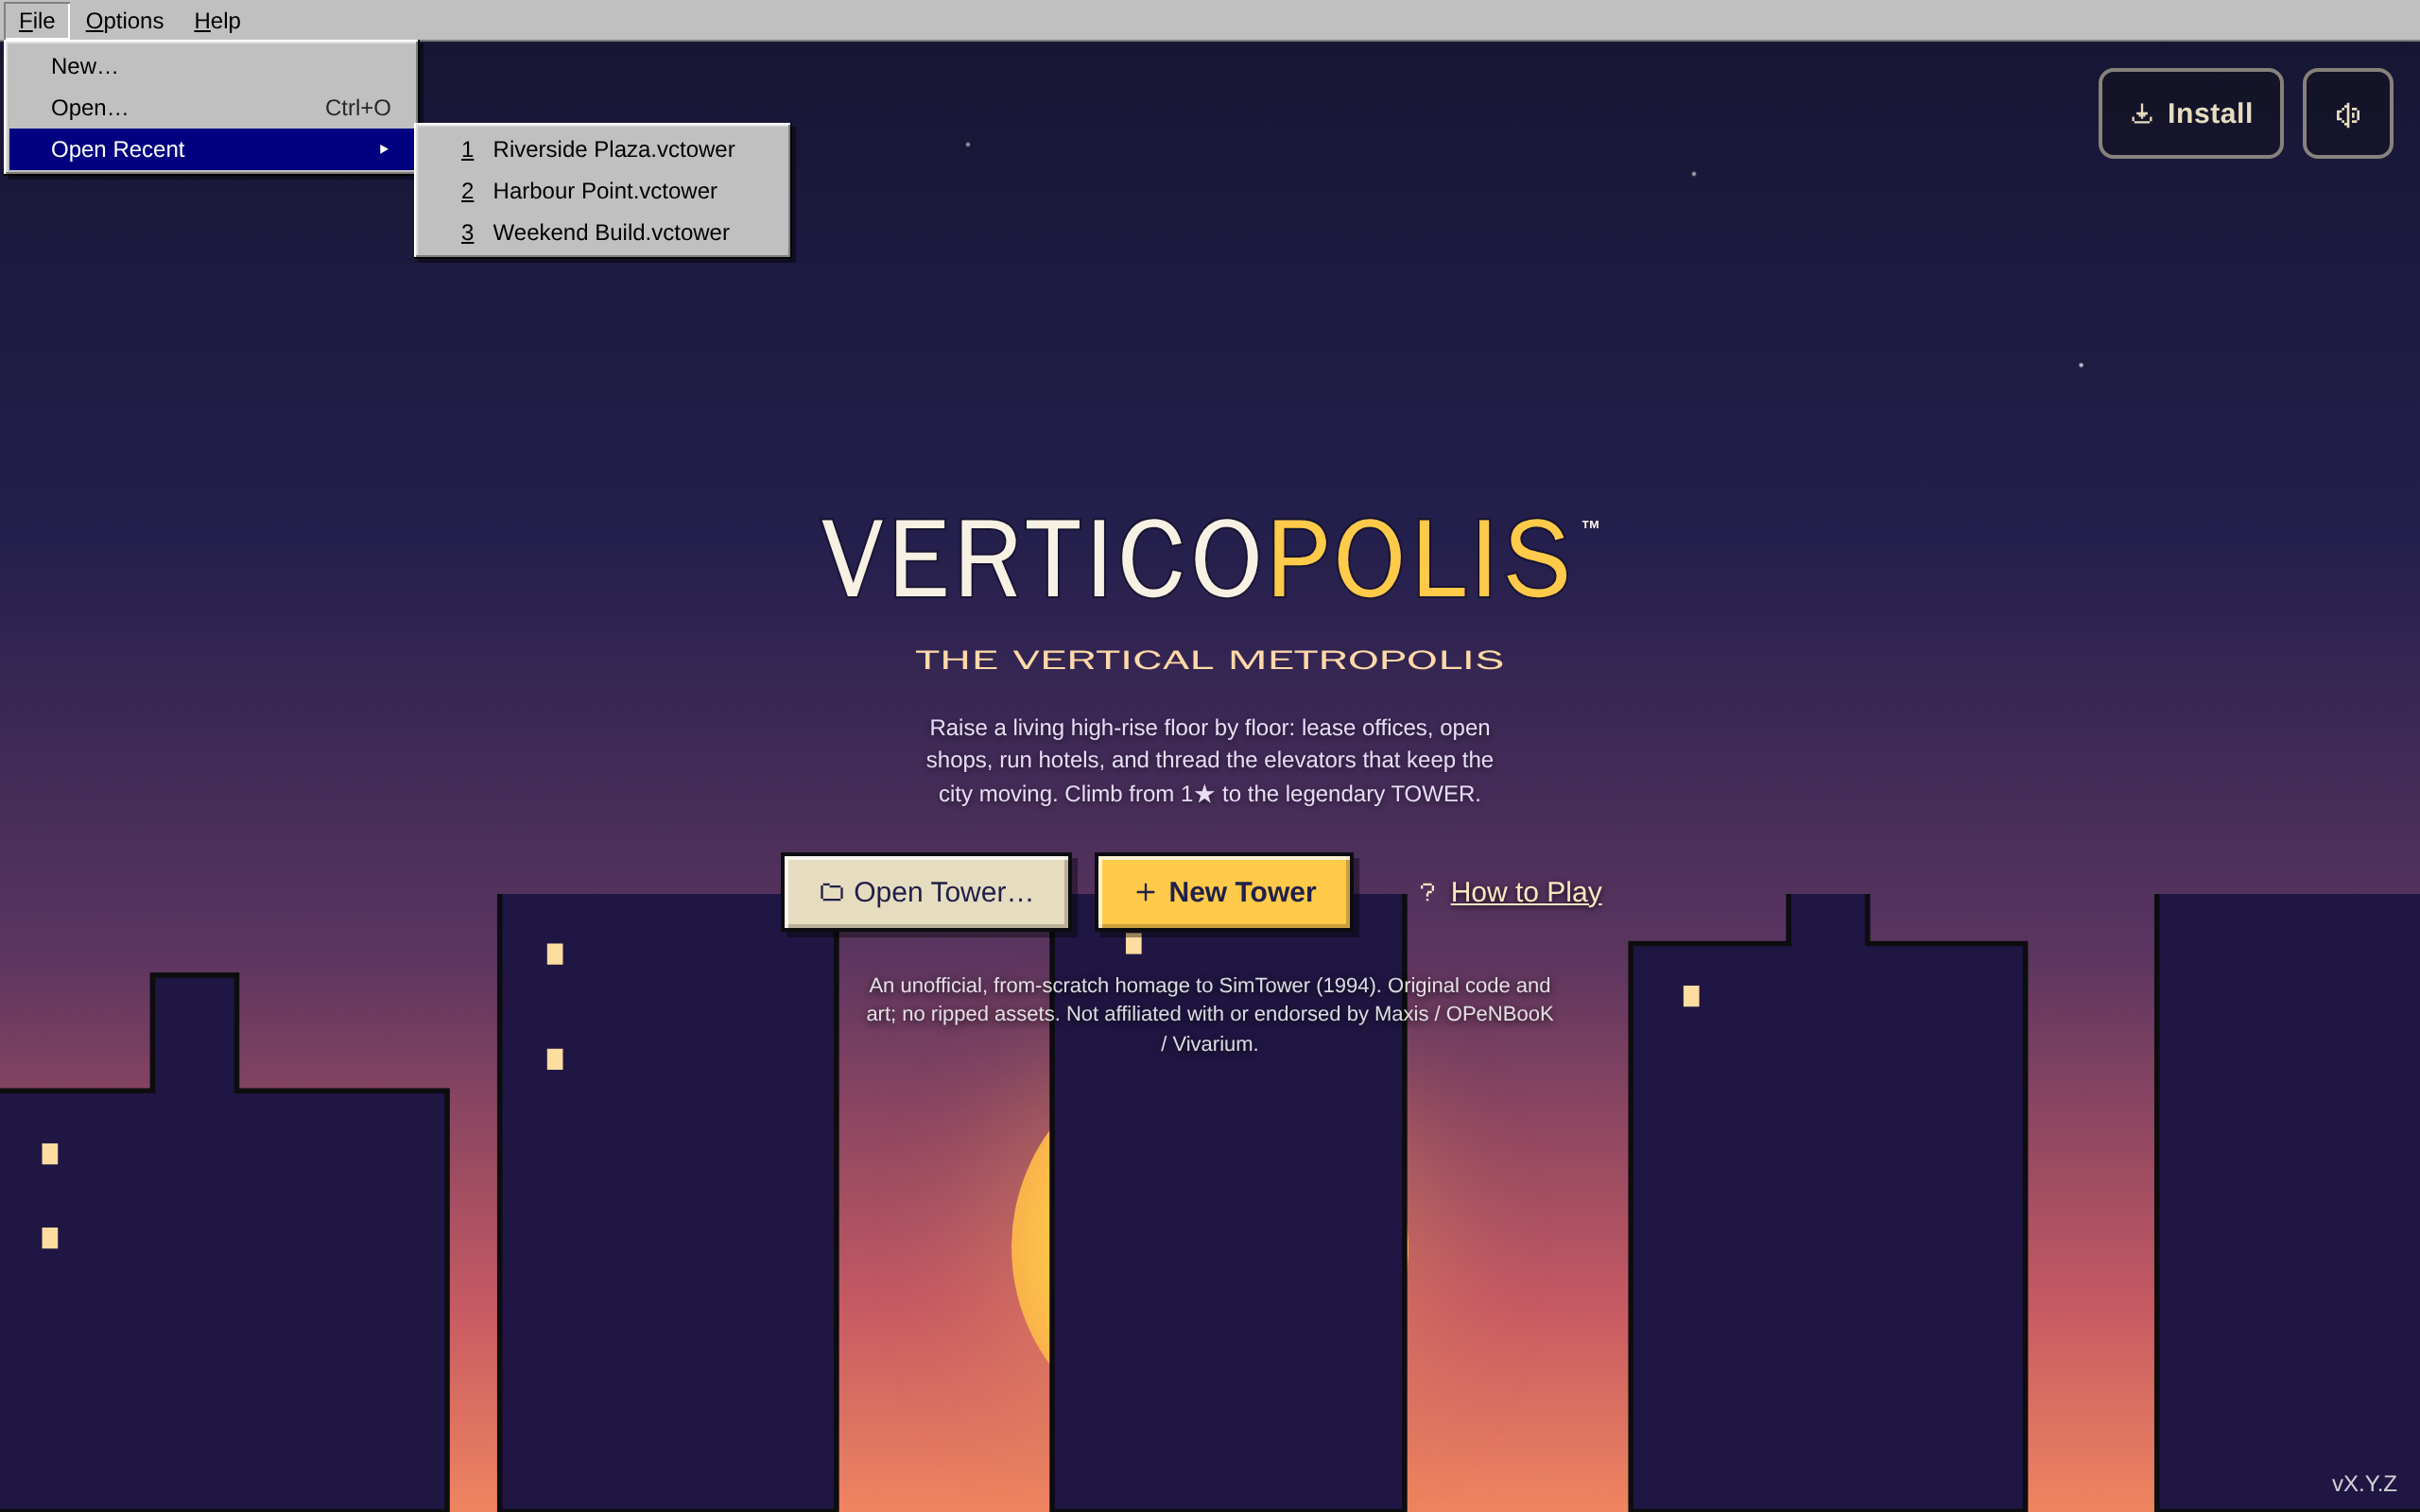 File Options Help
New…
Open… Ctrl+O
Open Recent
1 Riverside Plaza.vctower
2 Harbour Point.vctower
3 Weekend Build.vctower
Install
VERTICOPOLIS™
THE VERTICAL METROPOLIS
Raise a living high-rise floor by floor: lease offices, open
shops, run hotels, and thread the elevators that keep the
city moving. Climb from 1★ to the legendary TOWER.
Open Tower…
+ New Tower
? How to Play
An unofficial, from-scratch homage to SimTower (1994). Original code and
art; no ripped assets. Not affiliated with or endorsed by Maxis / OPeNBooK
/ Vivarium.
vX.Y.Z